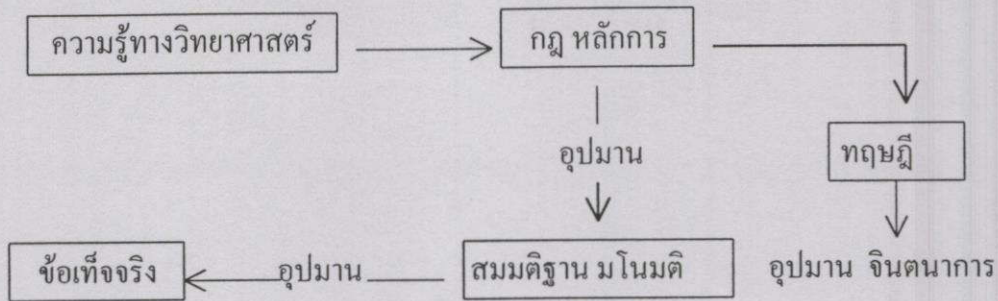 ความรู้ทางวิทยาศาสตร์
กฎ หลักการ
อุปมาน
ทฤษฎี
ข้อเท็จจริง
อุปมาน
สมมติฐาน มโนมติ
อุปมาน จินตนาการ